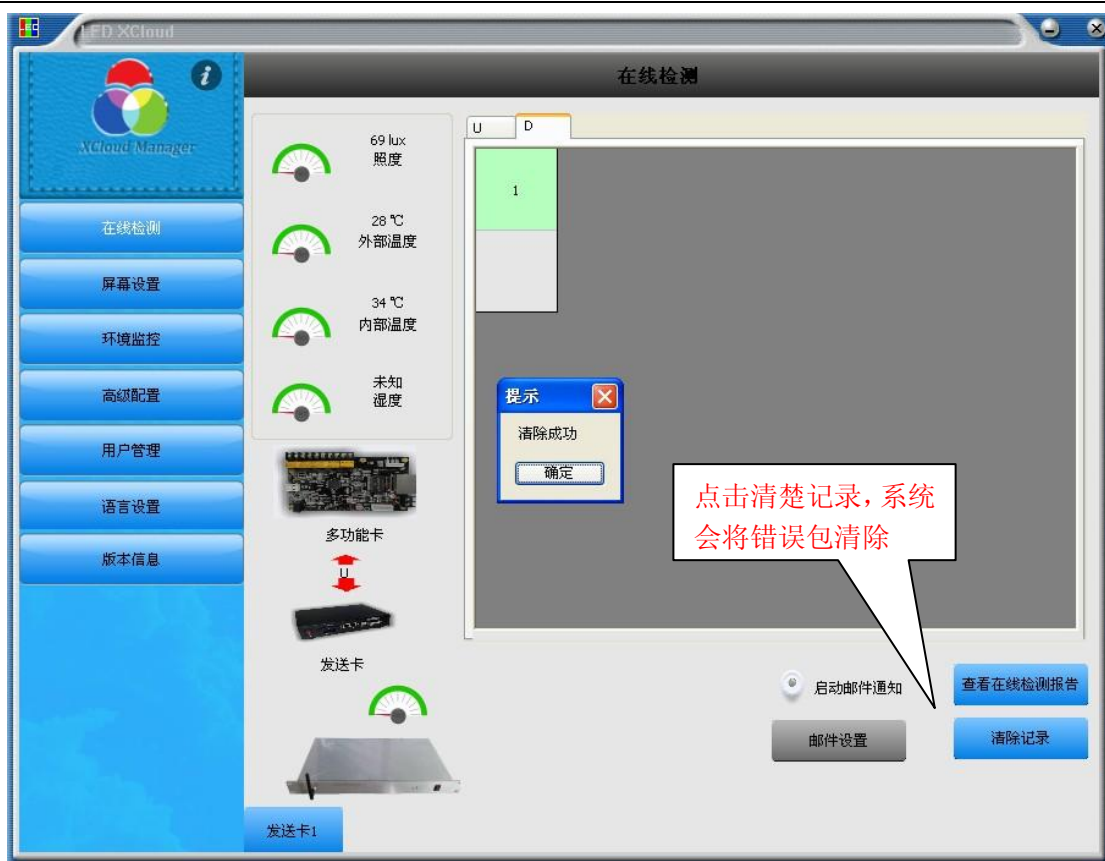 LED XCloud
i
XCloud Manager
在线检测
屏幕设置
环境监控
高级配置
用户管理
语言设置
版本信息
在线检测
69 lux
照度
28 ℃
外部温度
34 ℃
内部温度
未知
湿度
多功能卡
U
发送卡
发送卡1
U D
1
提示
清除成功
确定
点击清楚记录，系统
会将错误包清除
启动邮件通知
查看在线检测报告
邮件设置
清除记录